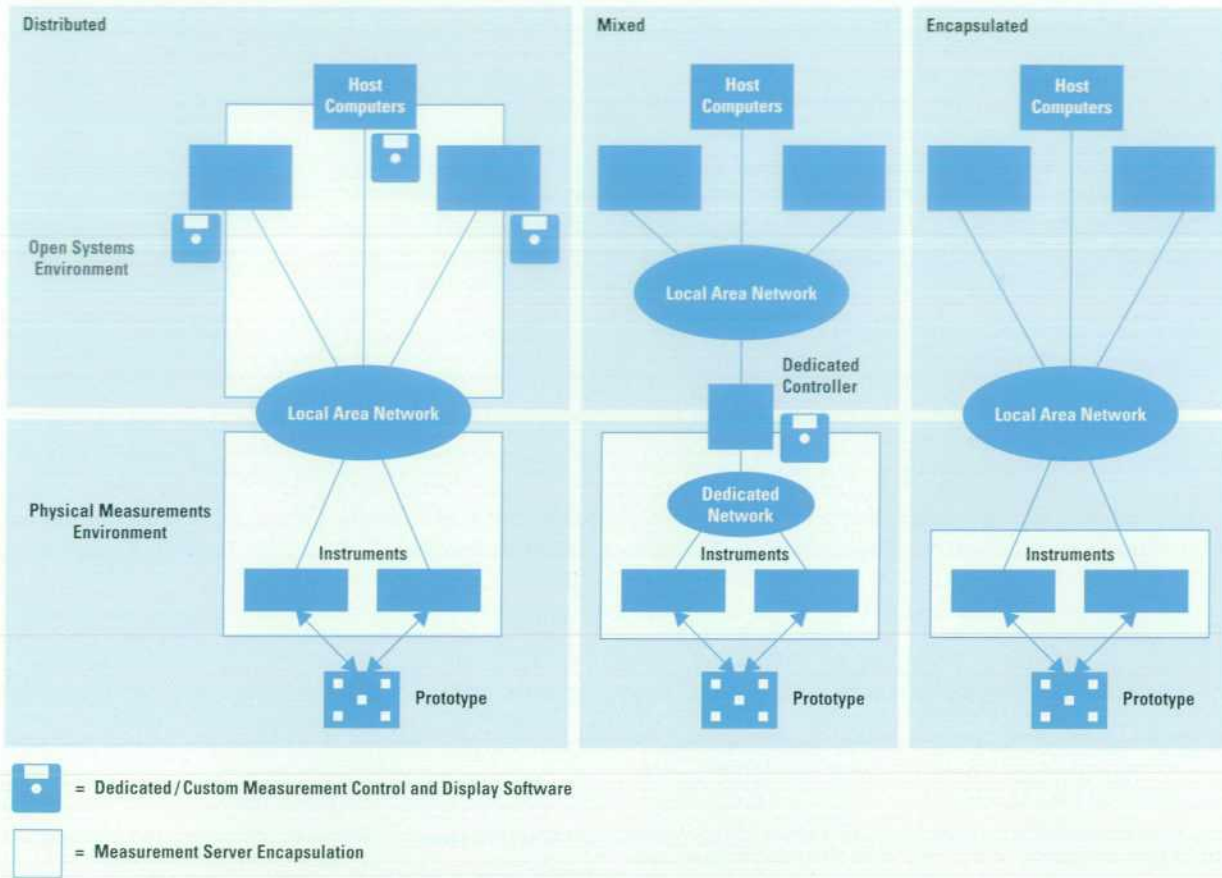 Distributed
Host
Computers
Open Systems
Environment
Local Area Network
Physical Measurements
Environment
Instruments
Prototype
Mixed
Host
Computers
Local Area Network
Dedicated
Controller
Dedicated
Network
Instruments
Prototype
Encapsulated
Host
Computers
Local Area Network
Instruments
Prototype
= Dedicated / Custom Measurement Control and Display Software
= Measurement Server Encapsulation